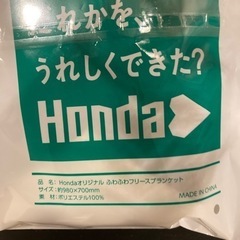 れかを、
うれしくできた?
Honda
品 名：Hondaオリジナル ふわふわフリースブランケット
サイズ：約980×700mm
素 材：ポリエステル100%
MADE IN CHINA